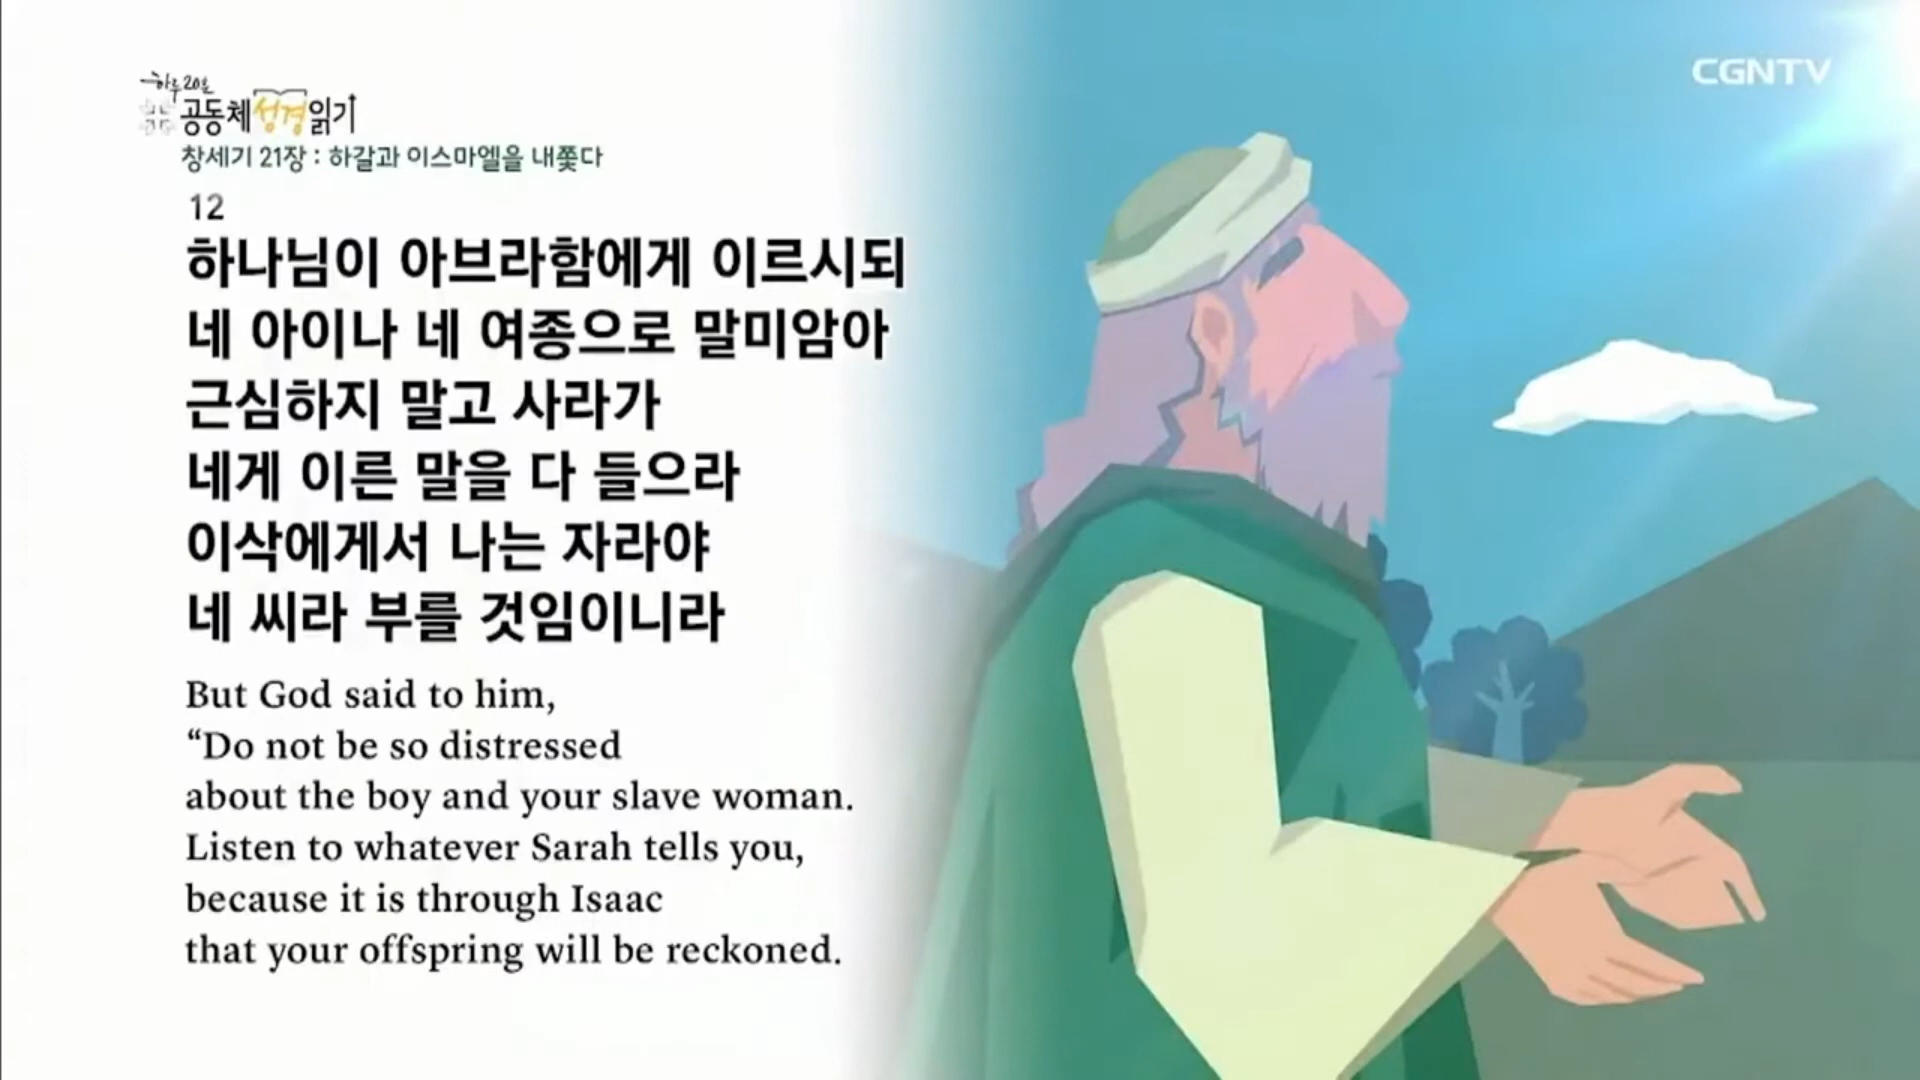 하루 20분
공동체성경읽기
CGNTV
창세기 21장 : 하갈과 이스마엘을 내쫓다
12
하나님이 아브라함에게 이르시되
네 아이나 네 여종으로 말미암아
근심하지 말고 사라가
네게 이른 말을 다 들으라
이삭에게서 나는 자라야
네 씨라 부를 것임이니라
But God said to him,
“Do not be so distressed
about the boy and your slave woman.
Listen to whatever Sarah tells you,
because it is through Isaac
that your offspring will be reckoned.